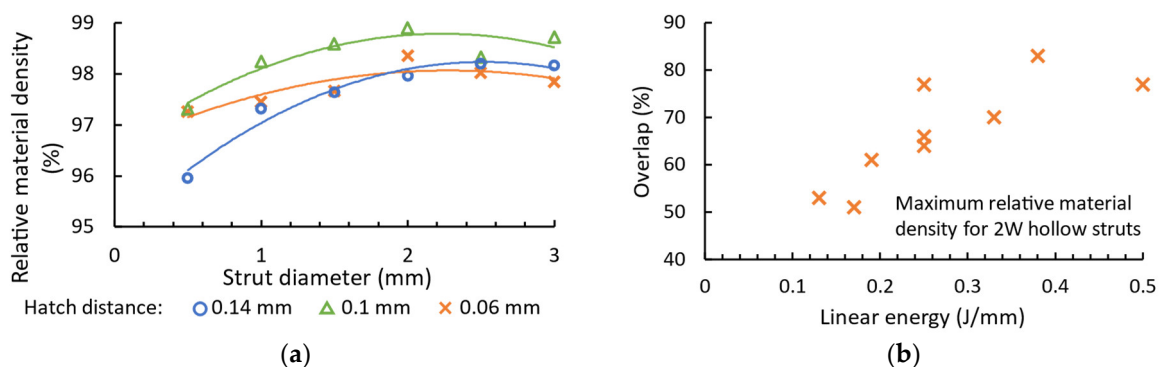 Relative material density
(%)
99
98
97
96
95
0
1
2
3
Strut diameter (mm)
Hatch distance:
0.14 mm
0.1 mm
0.06 mm
(a)
Overlap (%)
90
80
70
60
50
40
0
0.1
0.2
0.3
0.4
0.5
Maximum relative material
density for 2W hollow struts
Linear energy (J/mm)
(b)